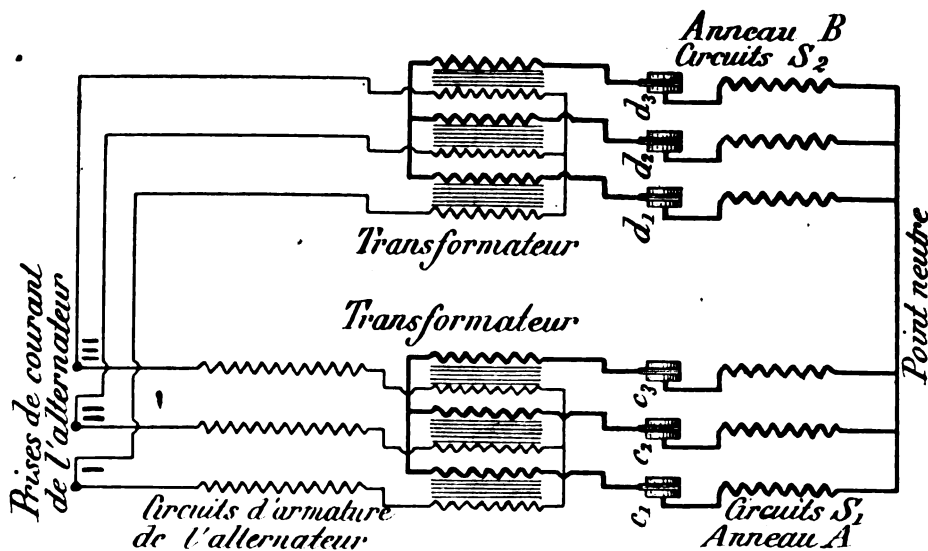 Anneau B
Circuits S2
d3
d2
d1
Transformateur
Transformateur
Prises de courant
de l'alternateur
III
II
I
c3
c2
c1
Point neutre
Circuits d'armature
de l'alternateur
Circuits S1
Anneau A